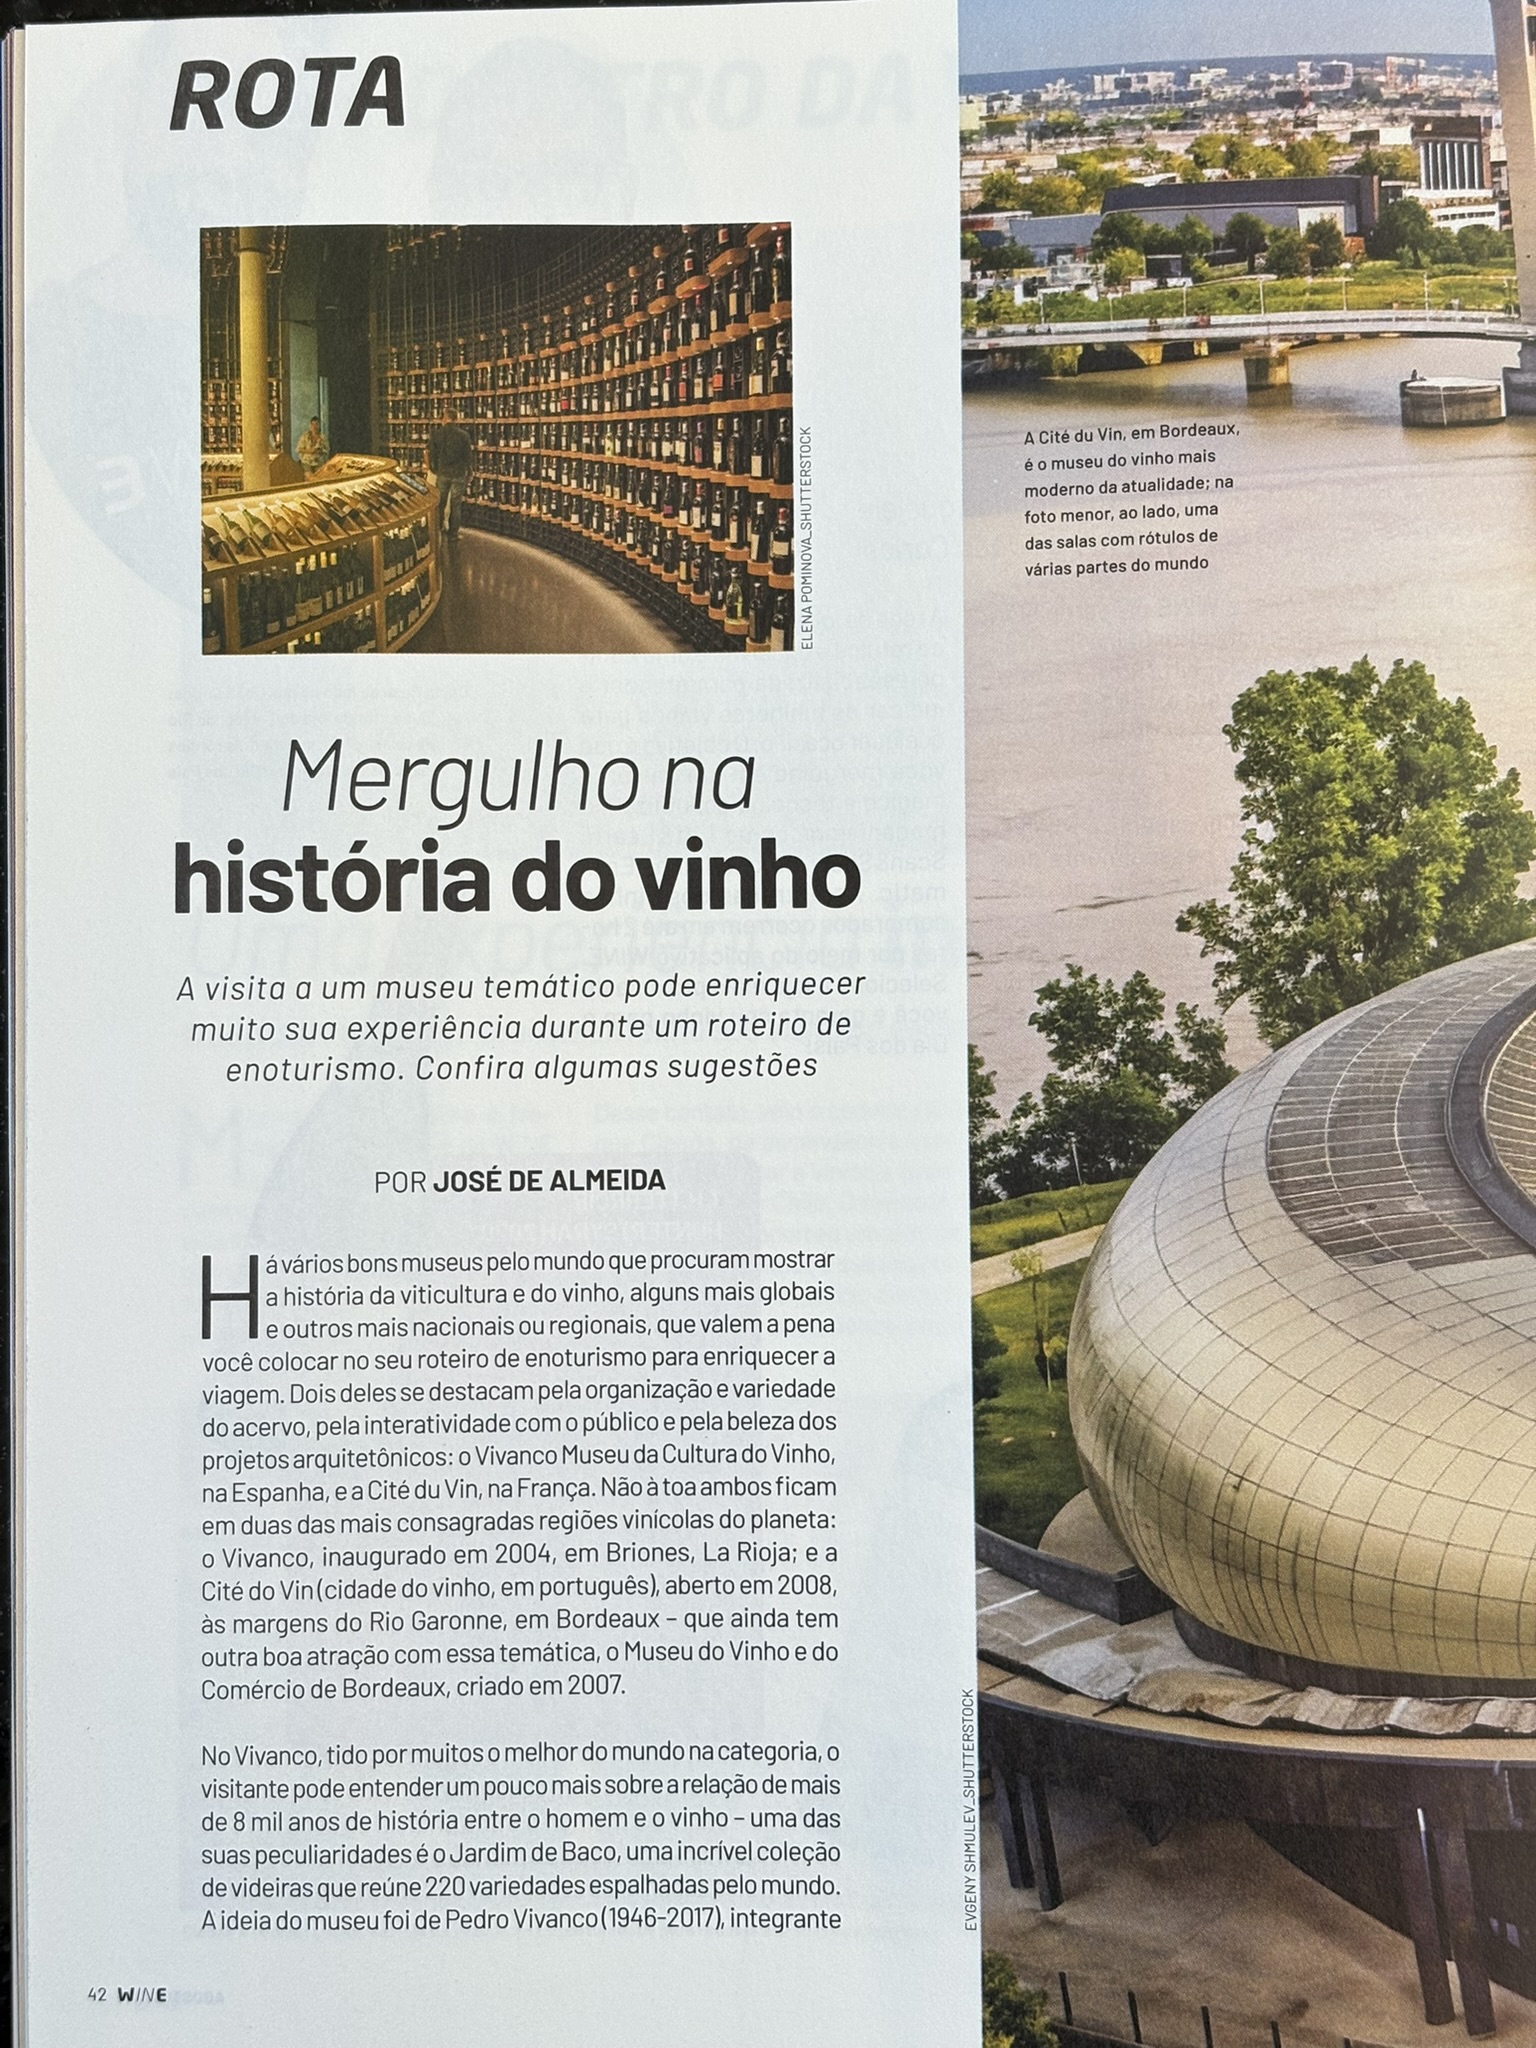 ROTA
ELENA POMINOVA_SHUTTERSTOCK
A Cité du Vin, em Bordeaux,
é o museu do vinho mais
moderno da atualidade; na
foto menor, ao lado, uma
das salas com rótulos de
várias partes do mundo
Mergulho na
história do vinho
A visita a um museu temático pode enriquecer
muito sua experiência durante um roteiro de
enoturismo. Confira algumas sugestões
POR JOSÉ DE ALMEIDA
Há vários bons museus pelo mundo que procuram mostrar
a história da viticultura e do vinho, alguns mais globais
e outros mais nacionais ou regionais, que valem a pena
você colocar no seu roteiro de enoturismo para enriquecer a
viagem. Dois deles se destacam pela organização e variedade
do acervo, pela interatividade com o público e pela beleza dos
projetos arquitetônicos: o Vivanco Museu da Cultura do Vinho,
na Espanha, e a Cité du Vin, na França. Não à toa ambos ficam
em duas das mais consagradas regiões vinícolas do planeta:
o Vivanco, inaugurado em 2004, em Briones, La Rioja; e a
Cité do Vin (cidade do vinho, em português), aberto em 2008,
às margens do Rio Garonne, em Bordeaux – que ainda tem
outra boa atração com essa temática, o Museu do Vinho e do
Comércio de Bordeaux, criado em 2007.
No Vivanco, tido por muitos o melhor do mundo na categoria, o
visitante pode entender um pouco mais sobre a relação de mais
de 8 mil anos de história entre o homem e o vinho – uma das
suas peculiaridades é o Jardim de Baco, uma incrível coleção
de videiras que reúne 220 variedades espalhadas pelo mundo.
A ideia do museu foi de Pedro Vivanco (1946-2017), integrante
EVGENY SHMULEV_SHUTTERSTOCK
42 WINE